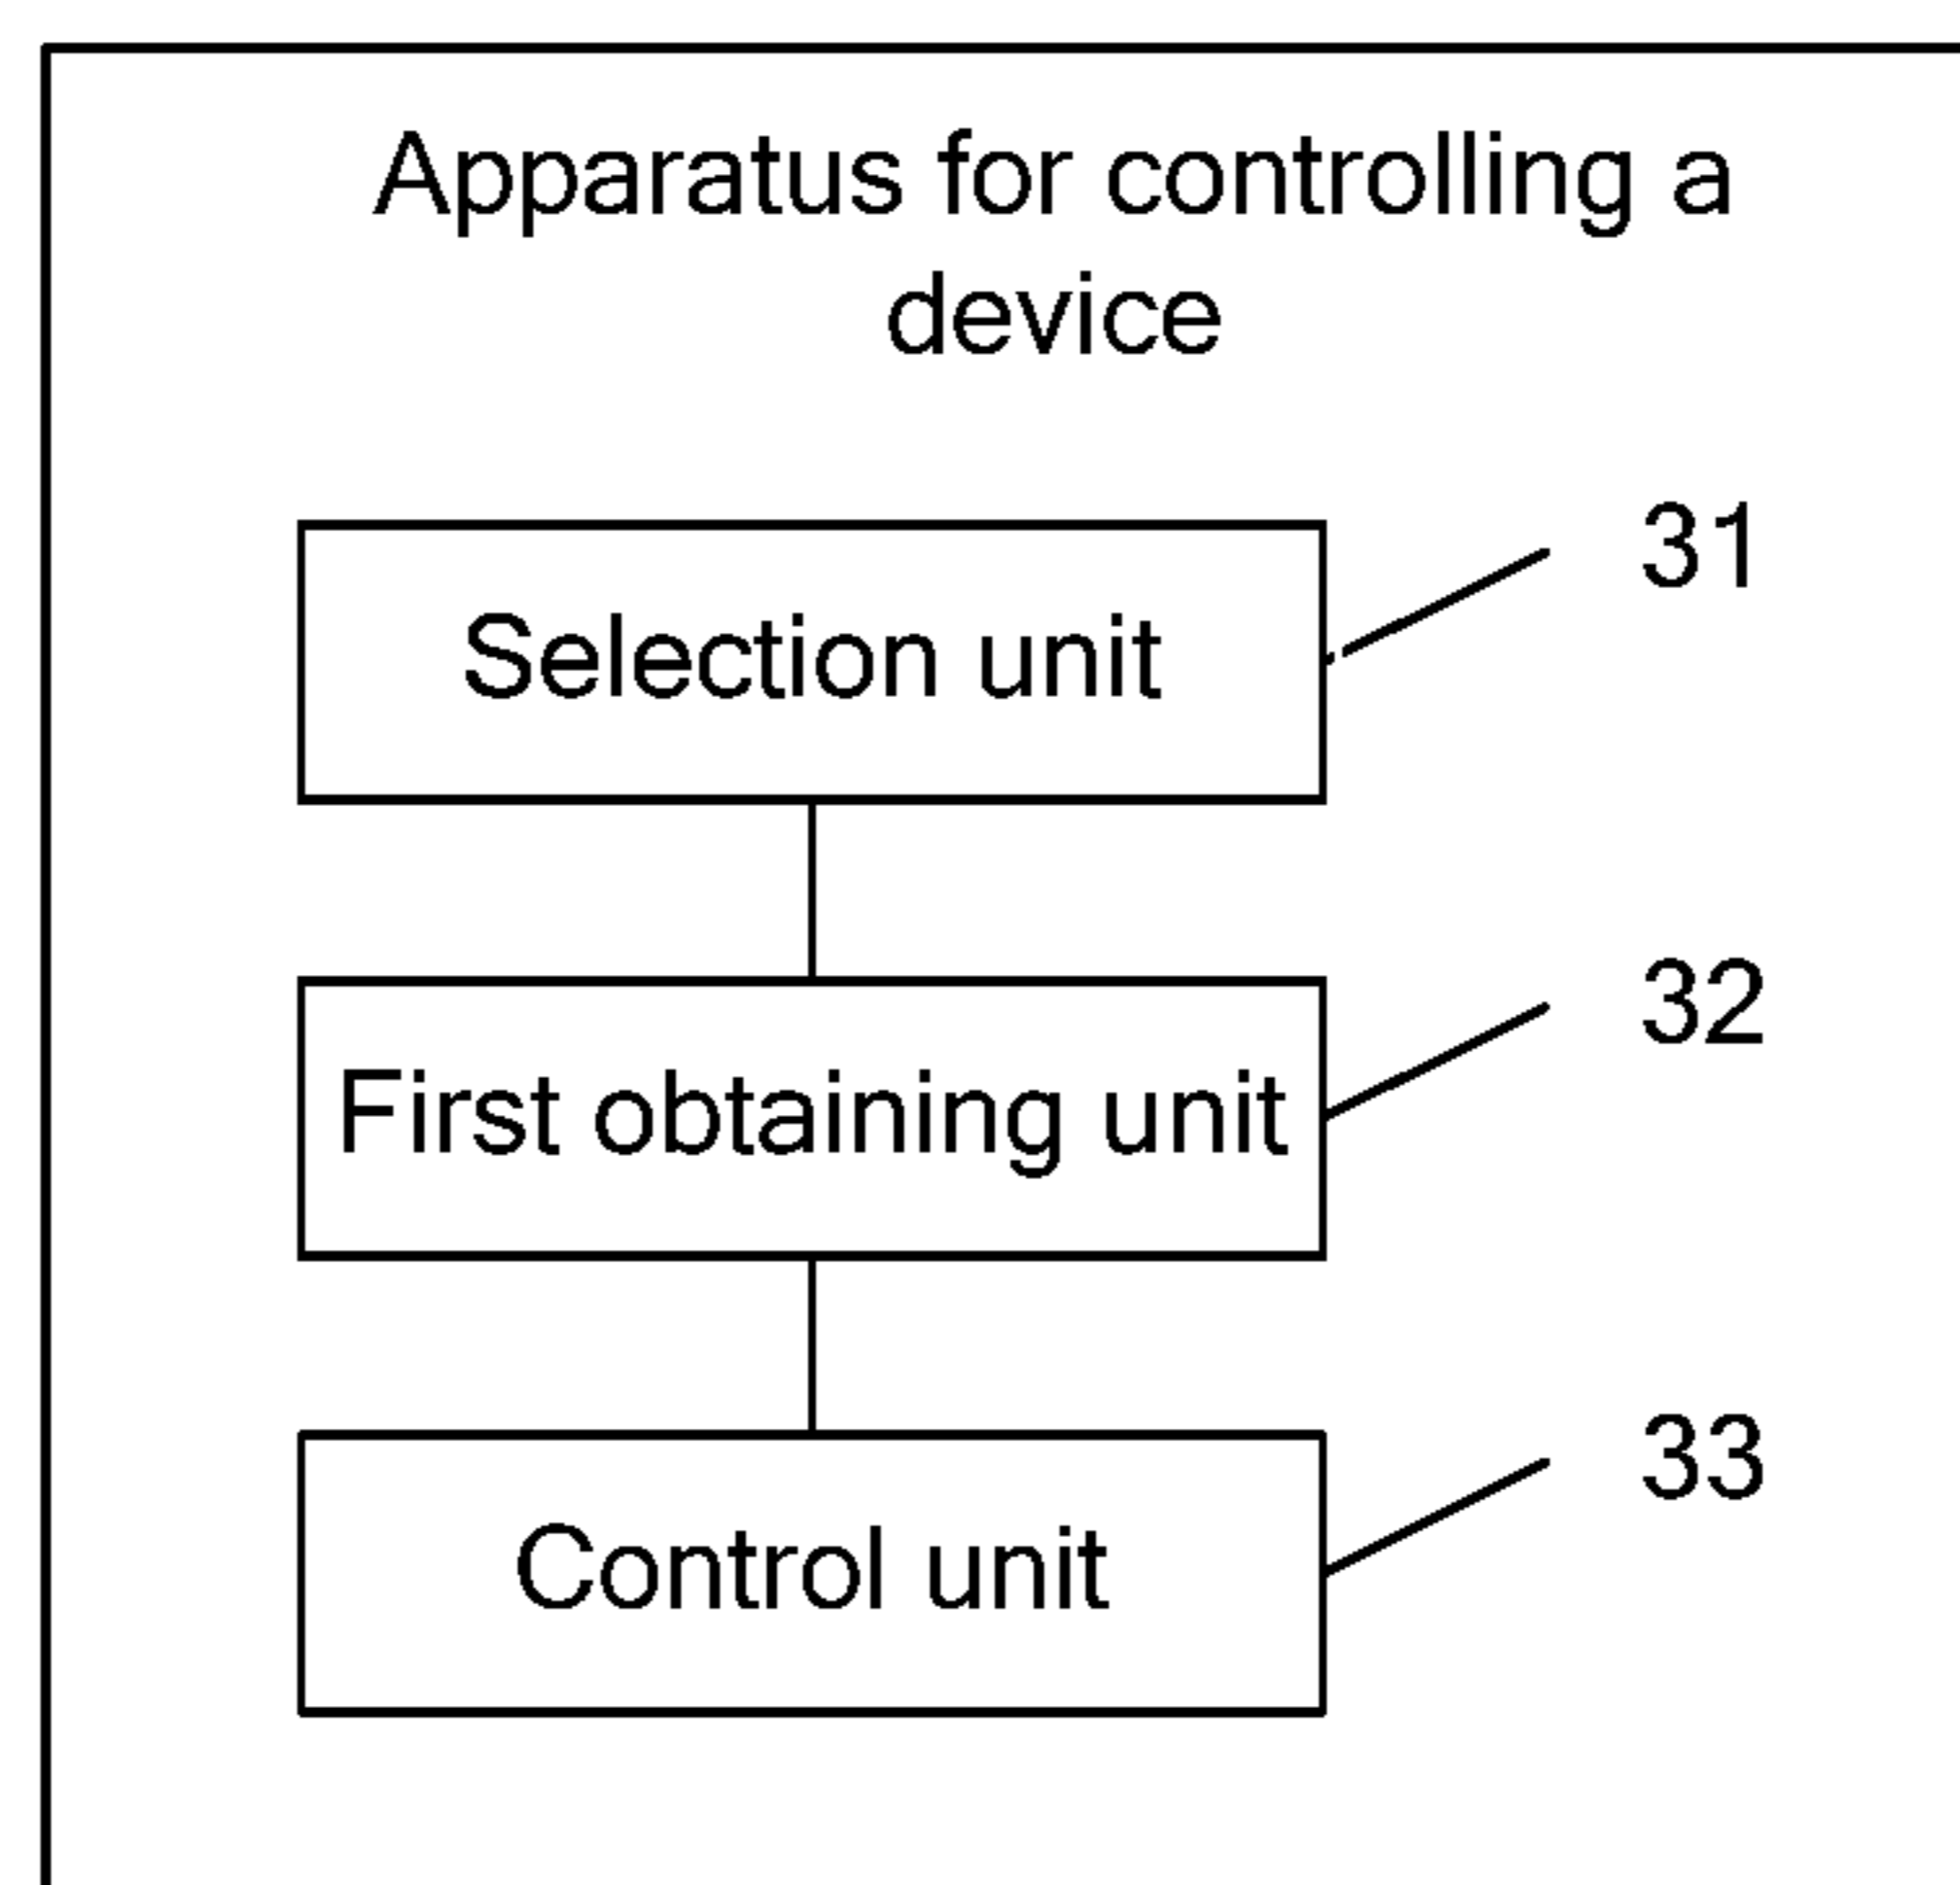 Apparatus for controlling a
device
31
Selection unit
32
First obtaining unit
33
Control unit